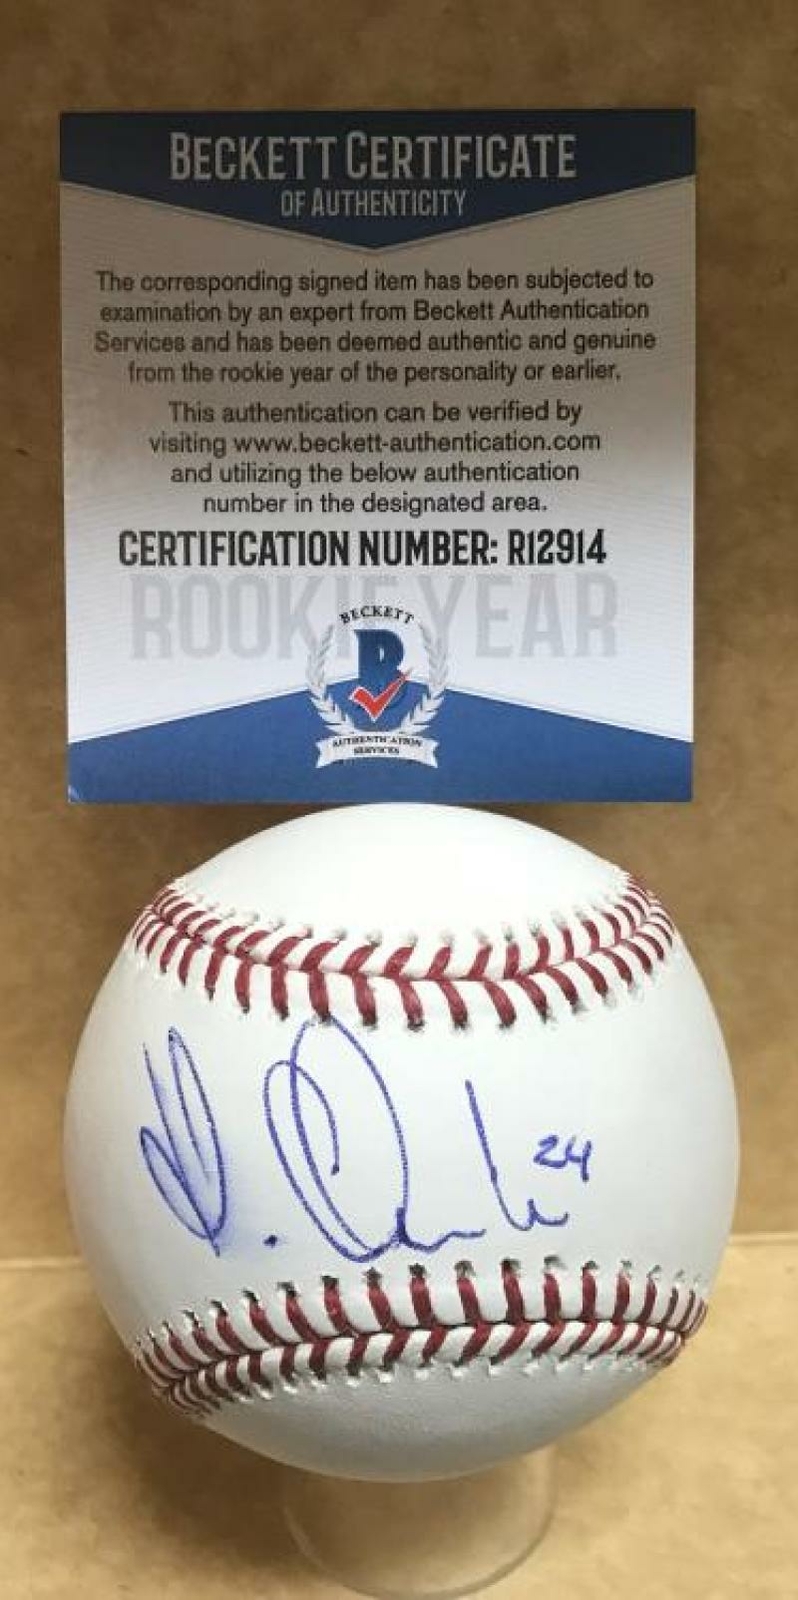 BECKETT CERTIFICATE
OF AUTHENTICITY
The corresponding signed item has been subjected to
examination by an expert from Beckett Authentication
Services and has been deemed authentic and genuine
from the rookie year of the personality or earlier.
This authentication can be verified by
visiting www.beckett-authentication.com
and utilizing the below authentication
number in the designated area.
CERTIFICATION NUMBER: R12914
ROOKIE YEAR
BECKETT
B
AUTHENTICATION
SERVICES
24